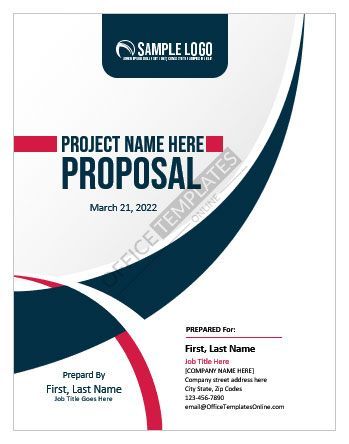 SAMPLE LOGO
PROJECT NAME HERE
PROPOSAL
March 21, 2022
OFFICE TEMPLATES
ONLINE
PREPARED For:
First, Last Name
Job Title Here
[COMPANY NAME HERE]
Company street address here
City State, Zip Codes
123-456-7890
email@OfficeTemplatesOnline.com
Prepard By
First, Last Name
Job Title Goes Here